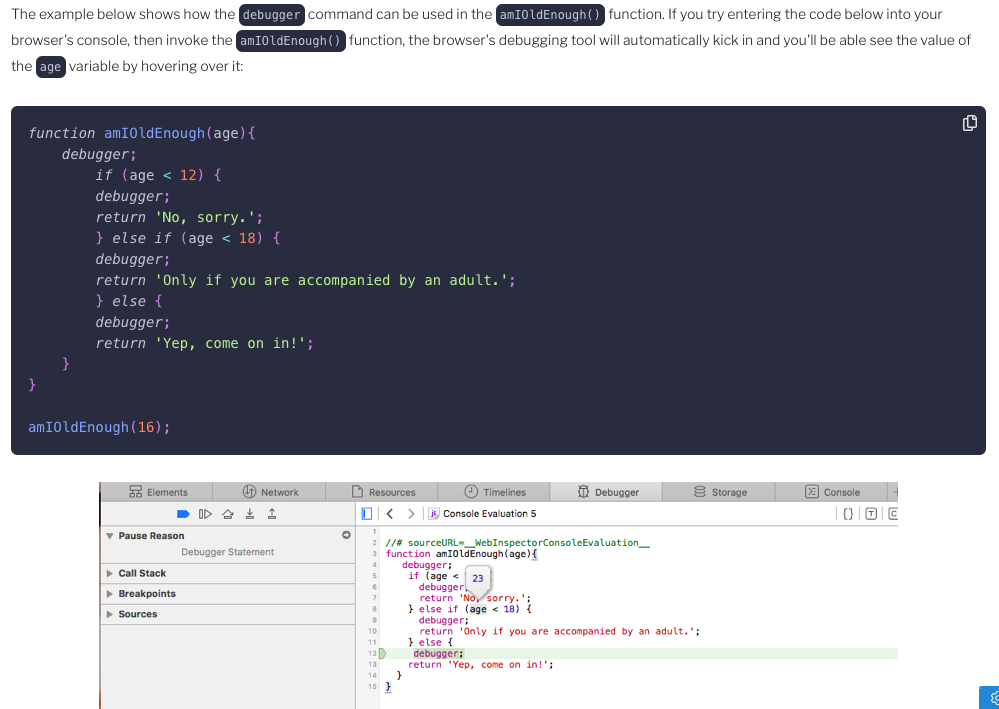 The example below shows how the debugger command can be used in the amIOldEnough() function. If you try entering the code below into your
browser's console, then invoke the amIOldEnough() function, the browser's debugging tool will automatically kick in and you'll be able see the value of
the age variable by hovering over it:
function amIOldEnough(age){
debugger;
if (age < 12) {
debugger;
return 'No, sorry.';
} else if (age < 18) {
debugger;
return 'Only if you are accompanied by an adult.';
} else {
debugger;
return 'Yep, come on in!';
}
}
amIOldEnough(16);
Elements Network Resources Timelines Debugger Storage Console
Console Evaluation 5
Pause Reason
Debugger Statement
Call Stack
Breakpoints
Sources
1
2 //# sourceURL=__WebInspectorConsoleEvaluation__
3 function amIOldEnough(age){
4 debugger;
5 if (age <
23
6 debugger
7 return 'No, sorry.';
8 } else if (age < 18) {
9 debugger;
10 return 'Only if you are accompanied by an adult.';
11 } else {
12 debugger;
13 return 'Yep, come on in!';
14 }
15 }